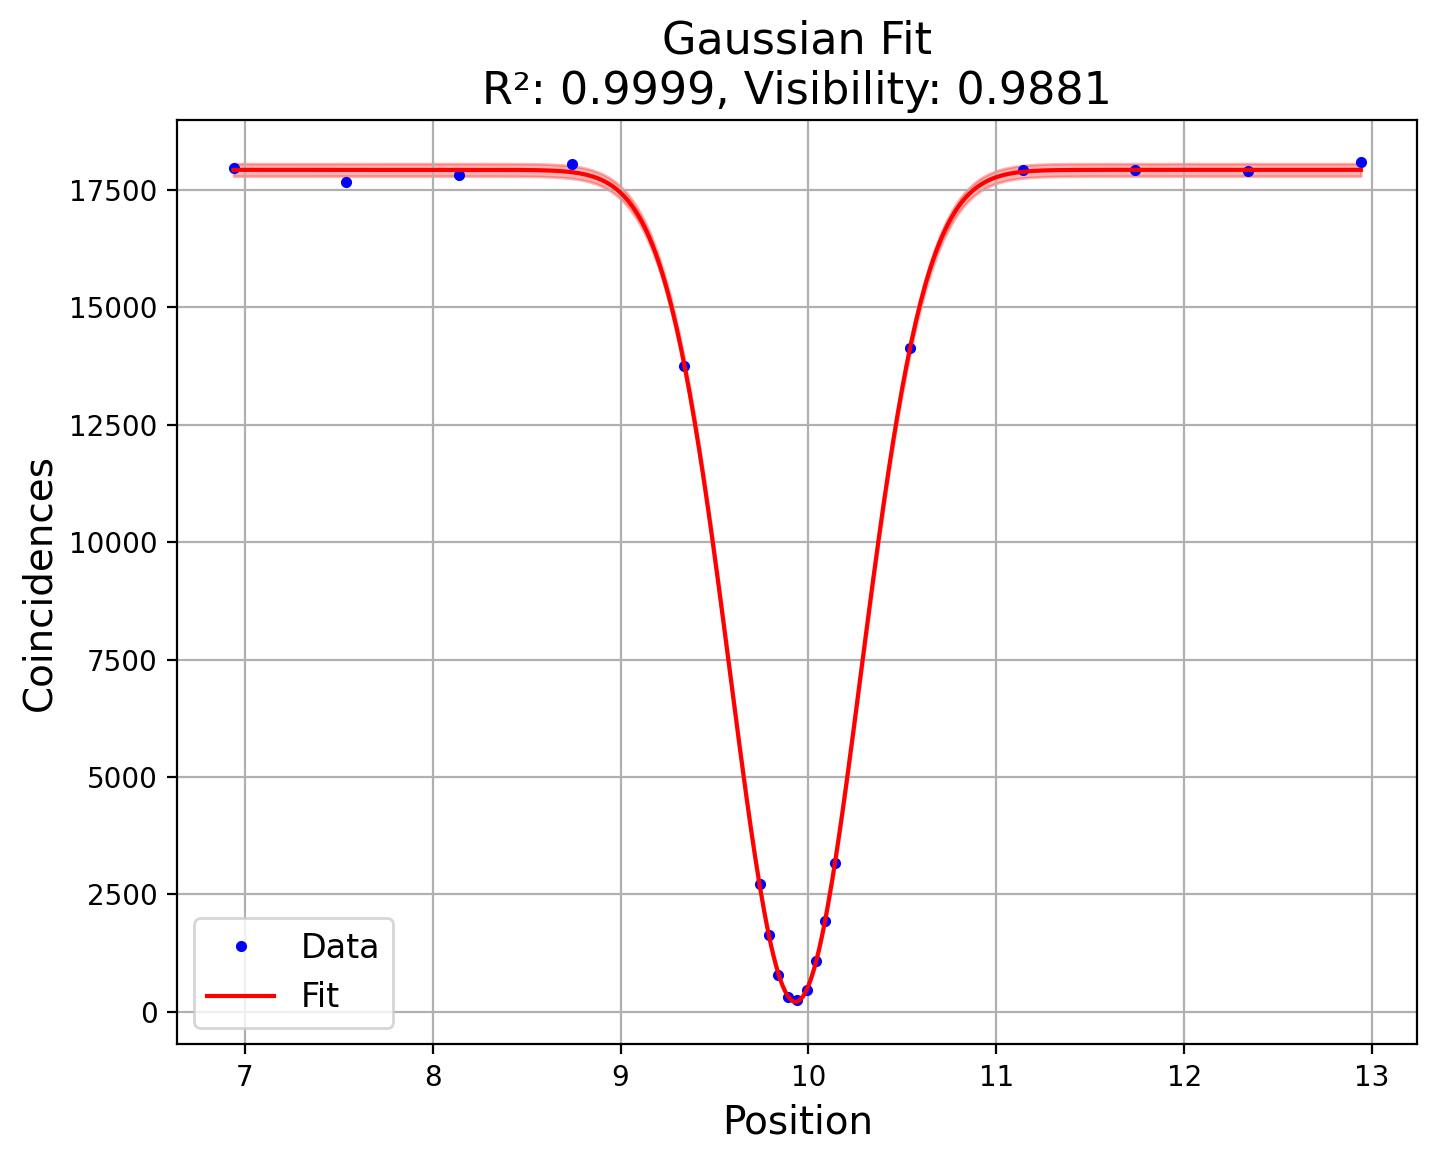 Gaussian Fit
R²: 0.9999, Visibility: 0.9881
Coincidences
17500
15000
12500
10000
7500
5000
2500
0
Data
Fit
7 8 9 10 11 12 13
Position